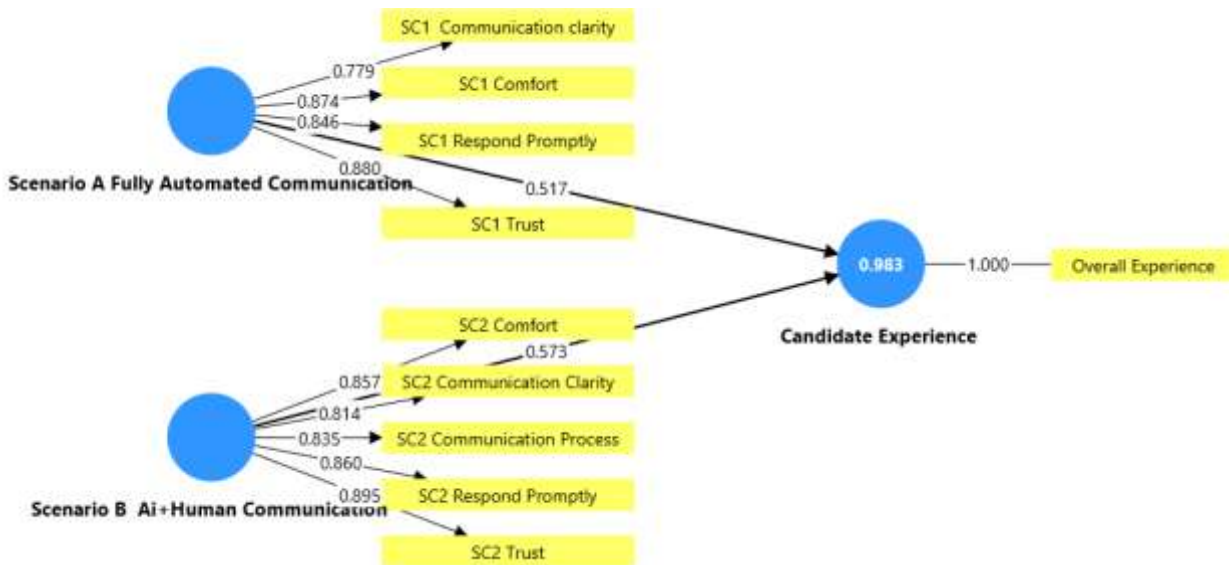 SC1  Communication clarity
0.779
SC1 Comfort
0.874
0.846
SC1 Respond Promptly
0.880
Scenario A Fully Automated Communication
0.517
SC1 Trust
0.983
1.000
Overall Experience
SC2 Comfort
Candidate Experience
0.573
0.857
SC2 Communication Clarity
0.814
0.835
SC2 Communication Process
0.860
0.895
SC2 Respond Promptly
Scenario B  Ai+Human Communication
SC2 Trust